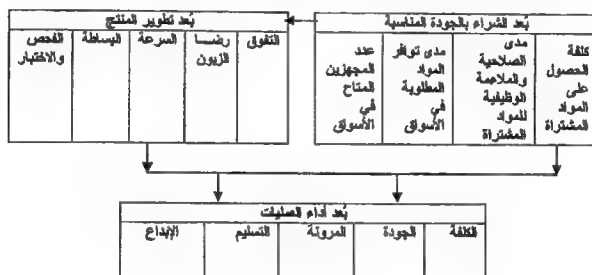 بُعد الشراء بالجودة المناسبة
كلفة
الحصول
على
المواد
المشتراة
مدى
الصلاحية
والملاءمة
الوظيفية
للمواد
المشتراة
مدى توافر
المواد
المطلوبة
في
الأسواق
عدد
المجهزين
المتاح
في
الأسواق
بُعد تطوير المنتج
التفوق
رضا
الزبون
السرعة
البساطة
الفحص
والاختبار
بُعد أداء العمليات
الكلفة
الجودة
المرونة
التسليم
الإبداع